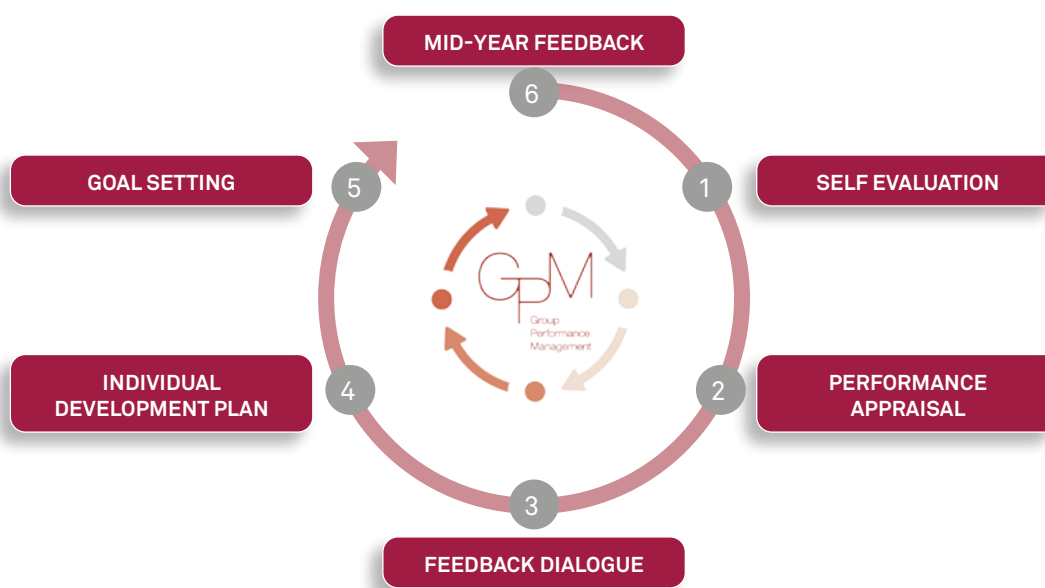 MID-YEAR FEEDBACK
6
GOAL SETTING
5
1
SELF EVALUATION
GPM
Group
Performance
Management
INDIVIDUAL
DEVELOPMENT PLAN
4
2
PERFORMANCE
APPRAISAL
3
FEEDBACK DIALOGUE